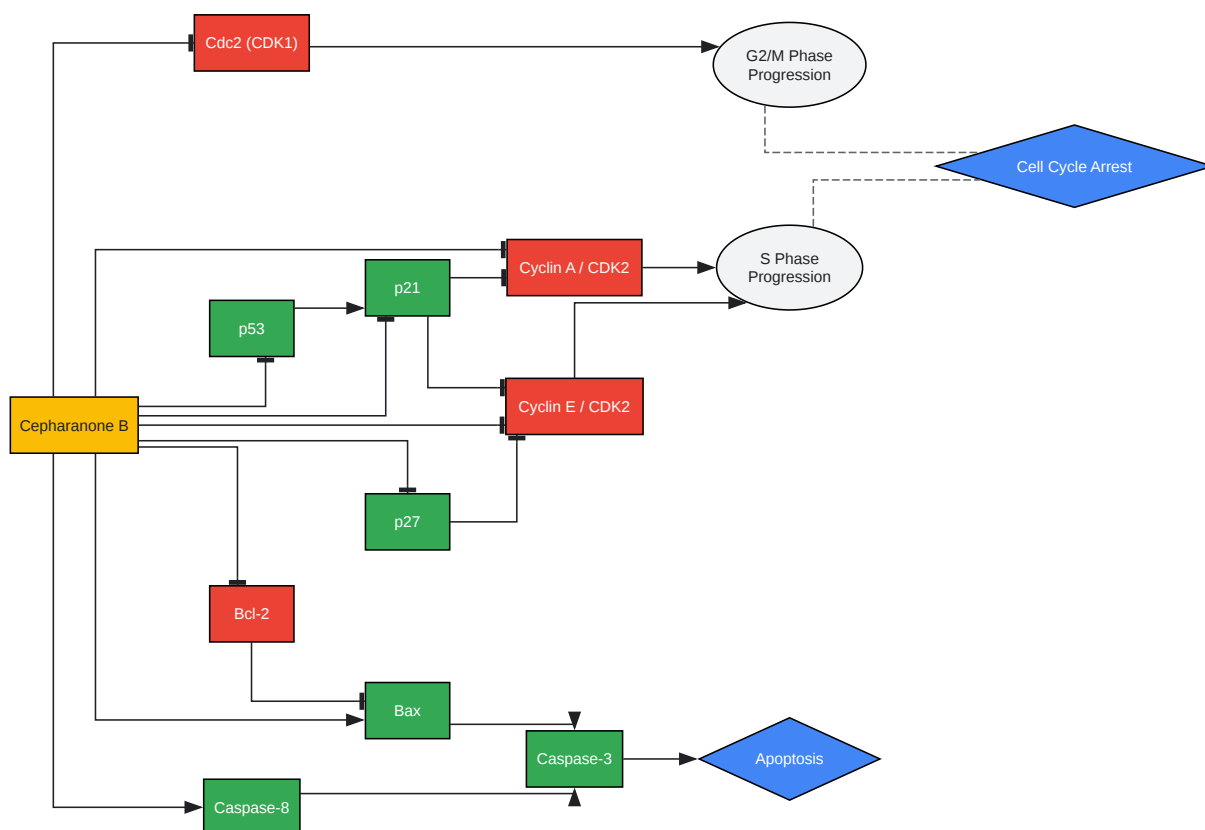 Cdc2 (CDK1)
G2/M Phase
Progression
Cell Cycle Arrest
Cyclin A / CDK2
S Phase
Progression
p21
p53
Cyclin E / CDK2
Cepharanone B
p27
Bcl-2
Bax
Caspase-3
Apoptosis
Caspase-8